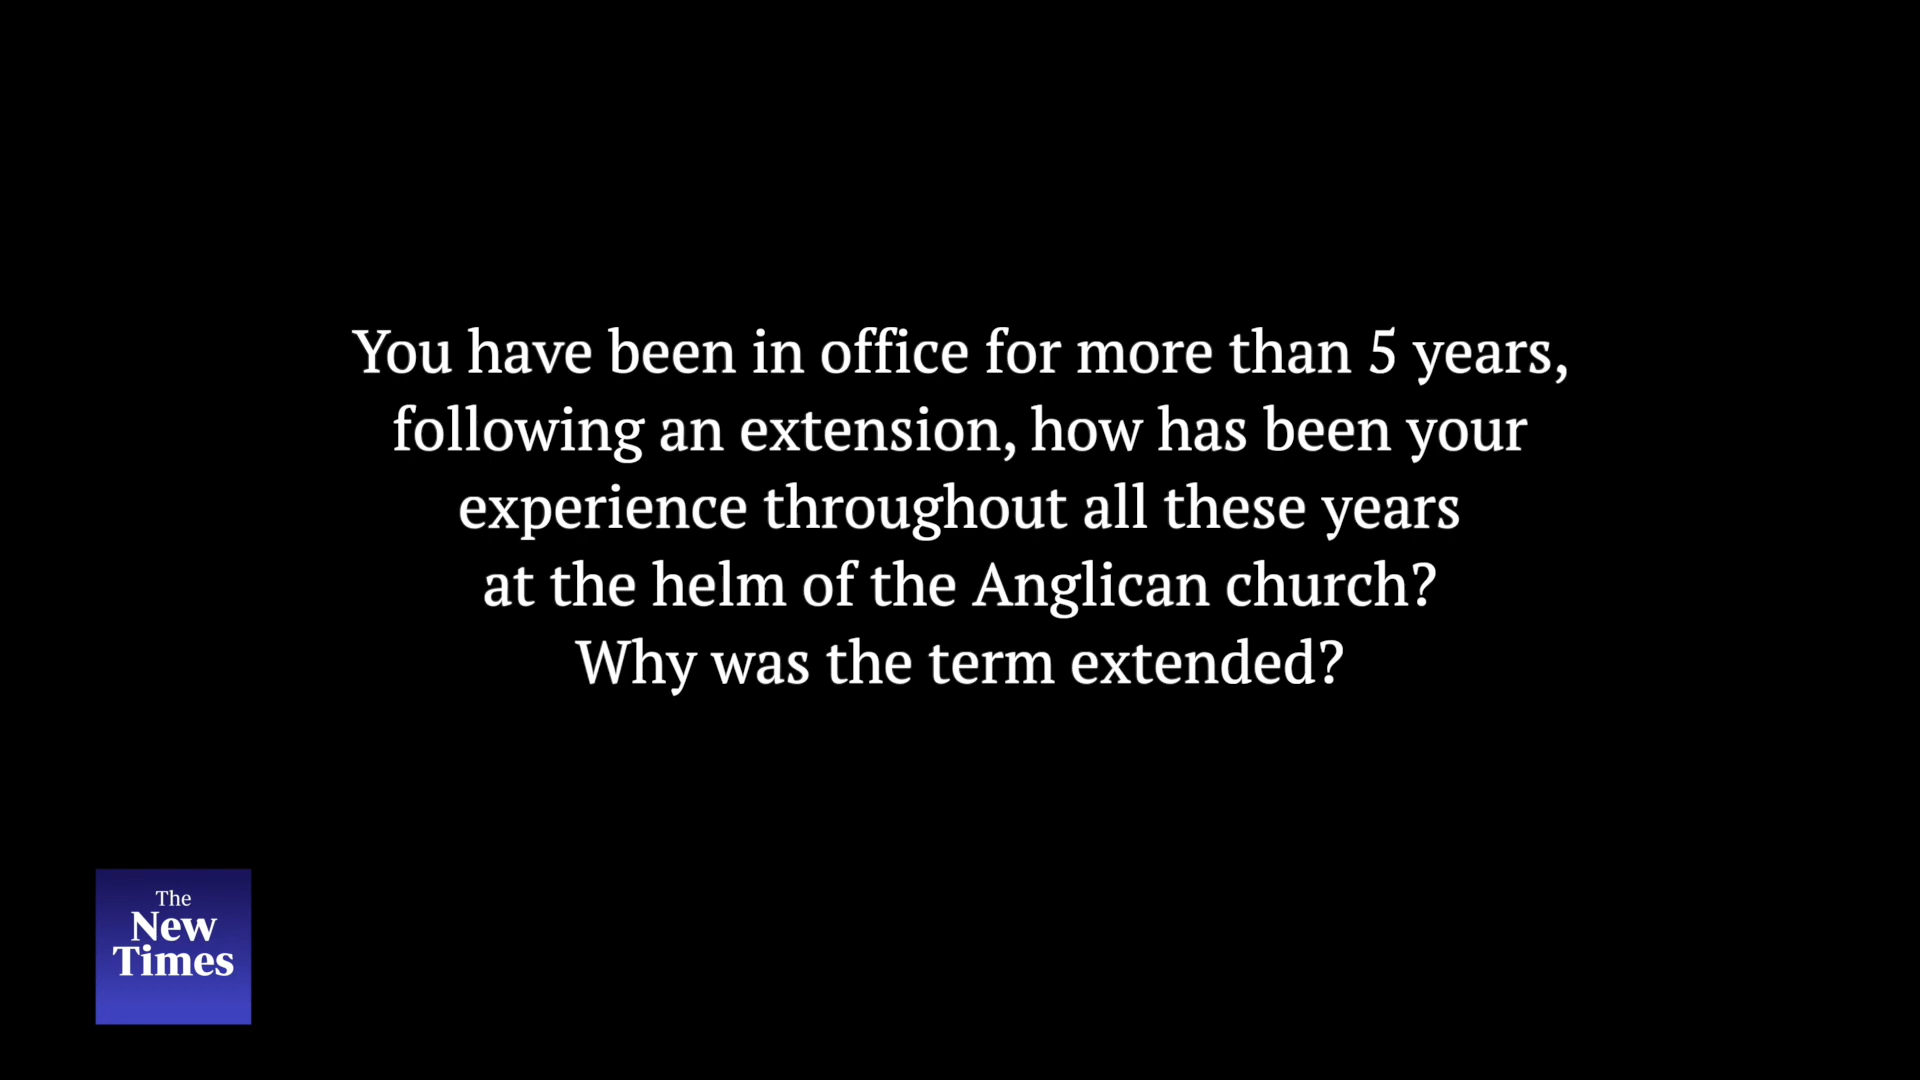 You have been in office for more than 5 years,
following an extension, how has been your
experience throughout all these years
at the helm of the Anglican church?
Why was the term extended?
The
New
Times